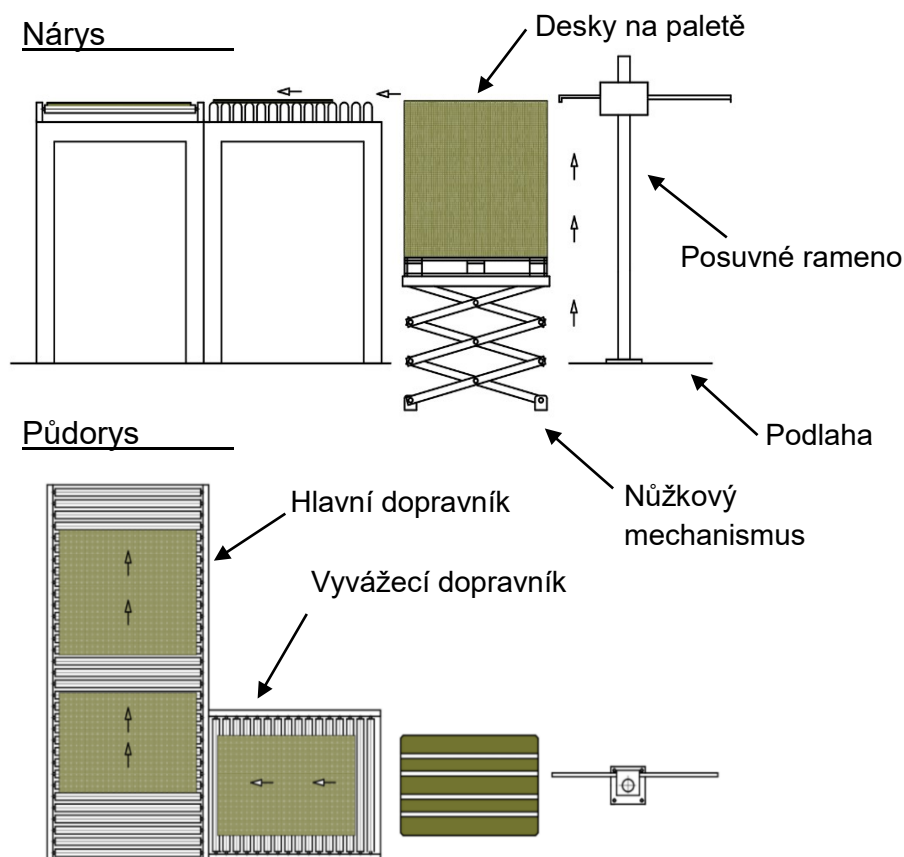 Nárys
Desky na paletě
Posuvné rameno
Podlaha
Půdorys
Nůžkový
mechanismus
Hlavní dopravník
Vyvážecí dopravník